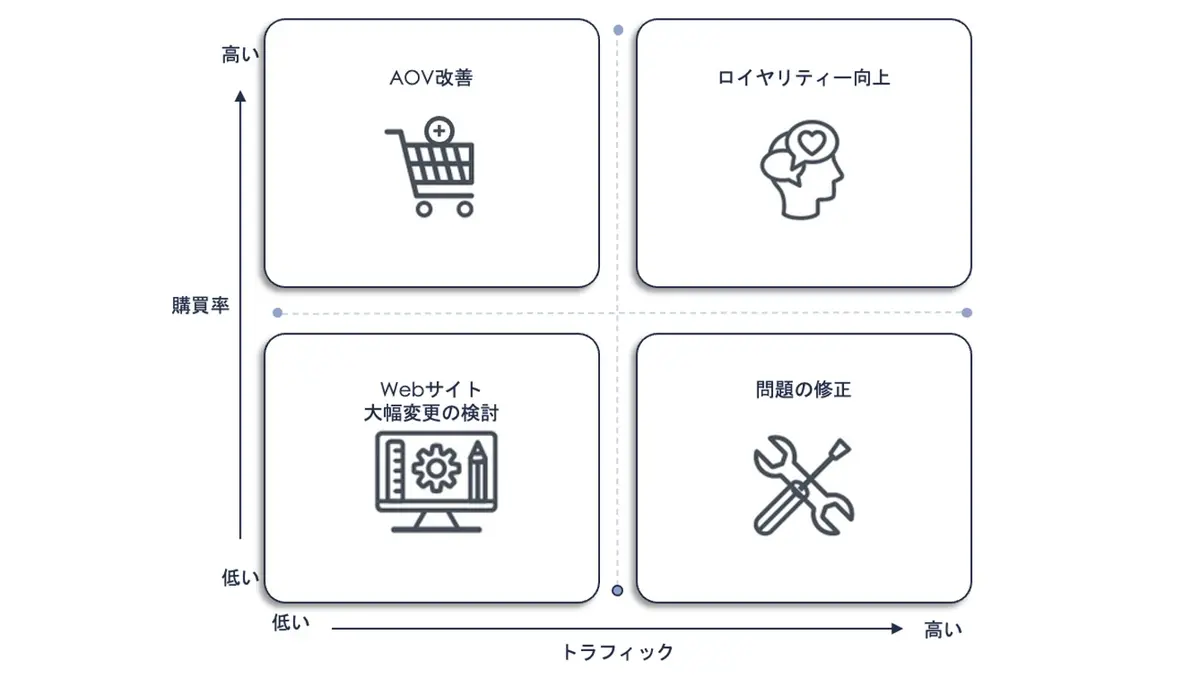 高い
AOV改善
ロイヤリティー向上
購買率
Webサイト
大幅変更の検討
問題の修正
低い
低い
高い
トラフィック